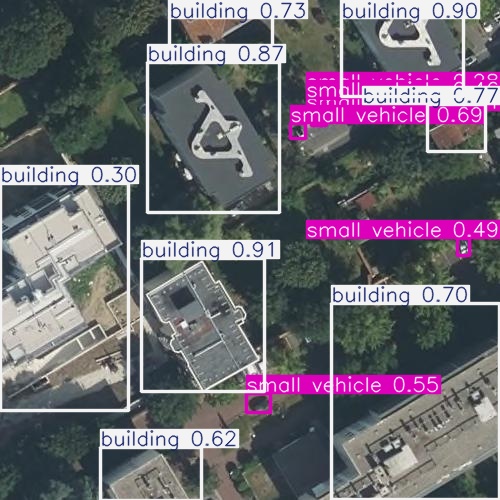 building 0.73
building 0.90
building 0.87
small vehicle 0.28
small
building 0.77
small vehicle 0.69
building 0.30
small vehicle 0.49
building 0.91
building 0.70
small vehicle 0.55
building 0.62